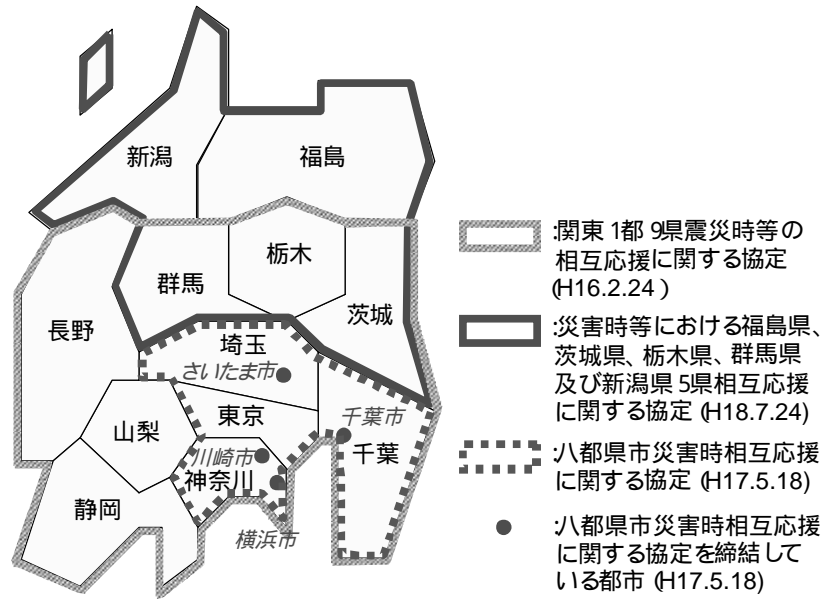 新潟
福島
栃木
群馬
茨城
長野
埼玉
さいたま市
山梨
東京
千葉市
川崎市
千葉
神奈川
静岡
横浜市
:関東1都9県震災時等の
相互応援に関する協定
(H16.2.24)
:災害時等における福島県、
茨城県、栃木県、群馬県
及び新潟県5県相互応援
に関する協定(H18.7.24)
:八都県市災害時相互応援
に関する協定(H17.5.18)
:八都県市災害時相互応援
に関する協定を締結して
いる都市(H17.5.18)